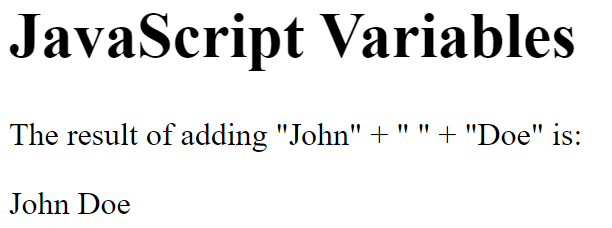 JavaScript Variables
The result of adding "John" + " " + "Doe" is:
John Doe